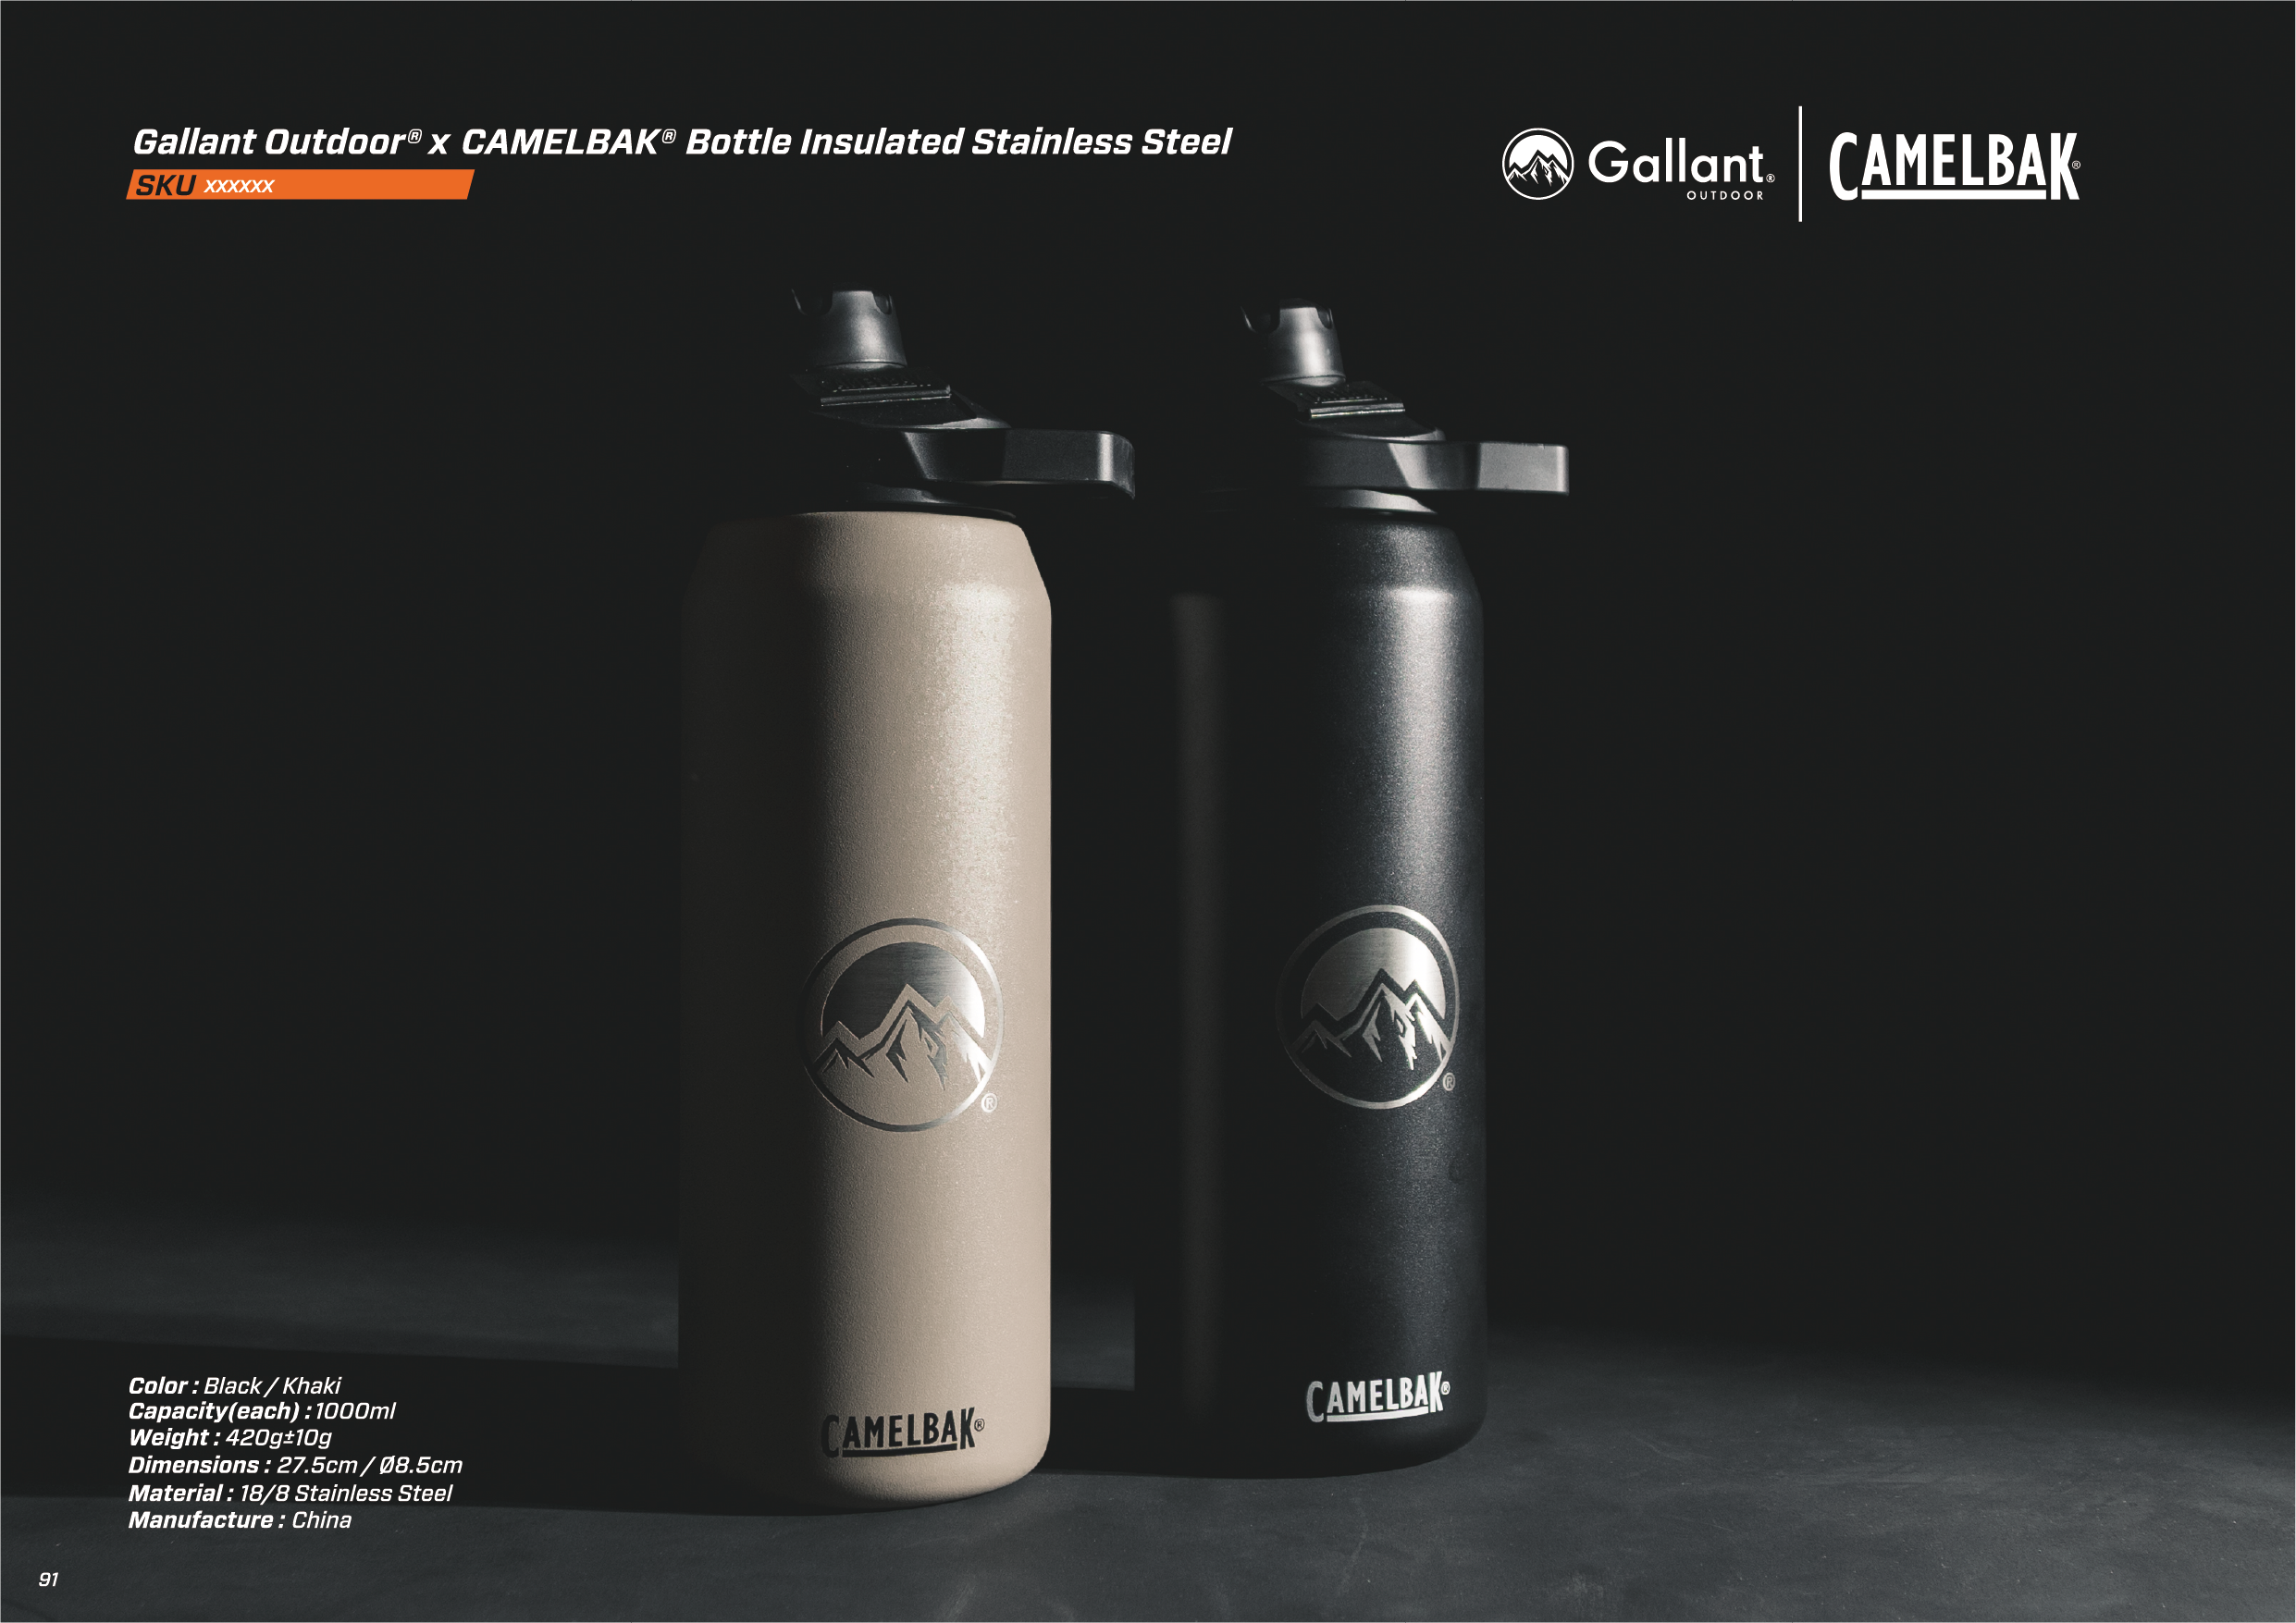 Gallant Outdoor® x CAMELBAK® Bottle Insulated Stainless Steel
SKU xxxxxx
Gallant®
OUTDOOR
CAMELBAK®
®
®
CAMELBAK®
CAMELBAK®
Color : Black / Khaki
Capacity(each) : 1000ml
Weight : 420g±10g
Dimensions : 27.5cm / Ø8.5cm
Material : 18/8 Stainless Steel
Manufacture : China
91